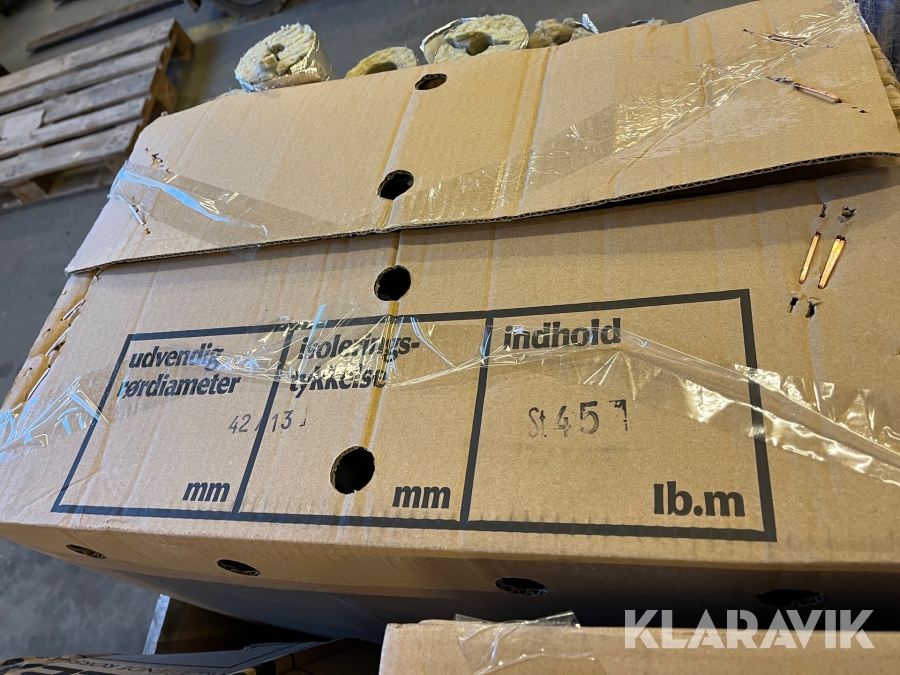 udvendig
rørdiameter
isolerings-
tykkelse
indhold
42 / 13
St 45
mm
mm
lb.m
KLARAVIK